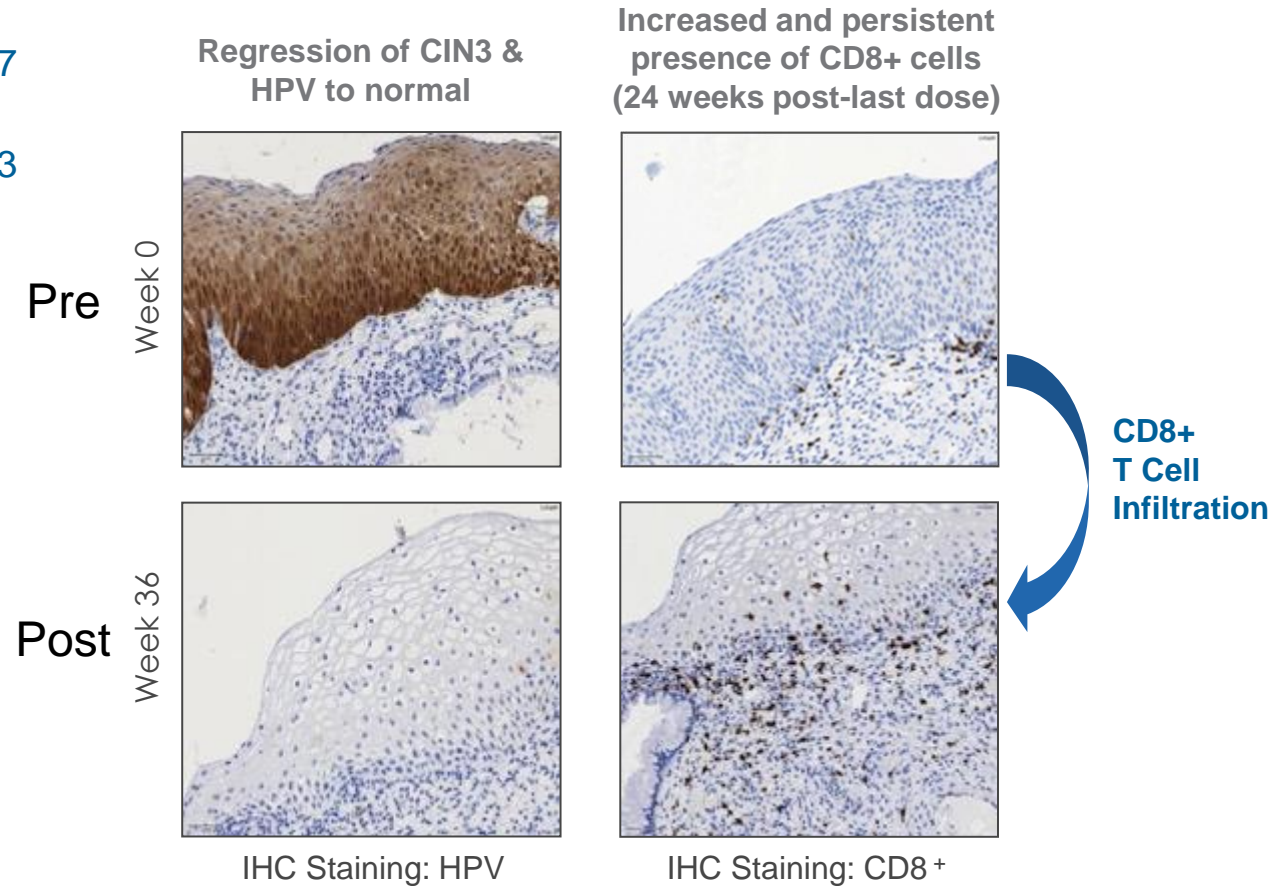 7
3
Regression of CIN3 &
HPV to normal
Increased and persistent
presence of CD8+ cells
(24 weeks post-last dose)
Pre
Week 0
CD8+
T Cell
Infiltration
Post
Week 36
IHC Staining: HPV
IHC Staining: CD8 +